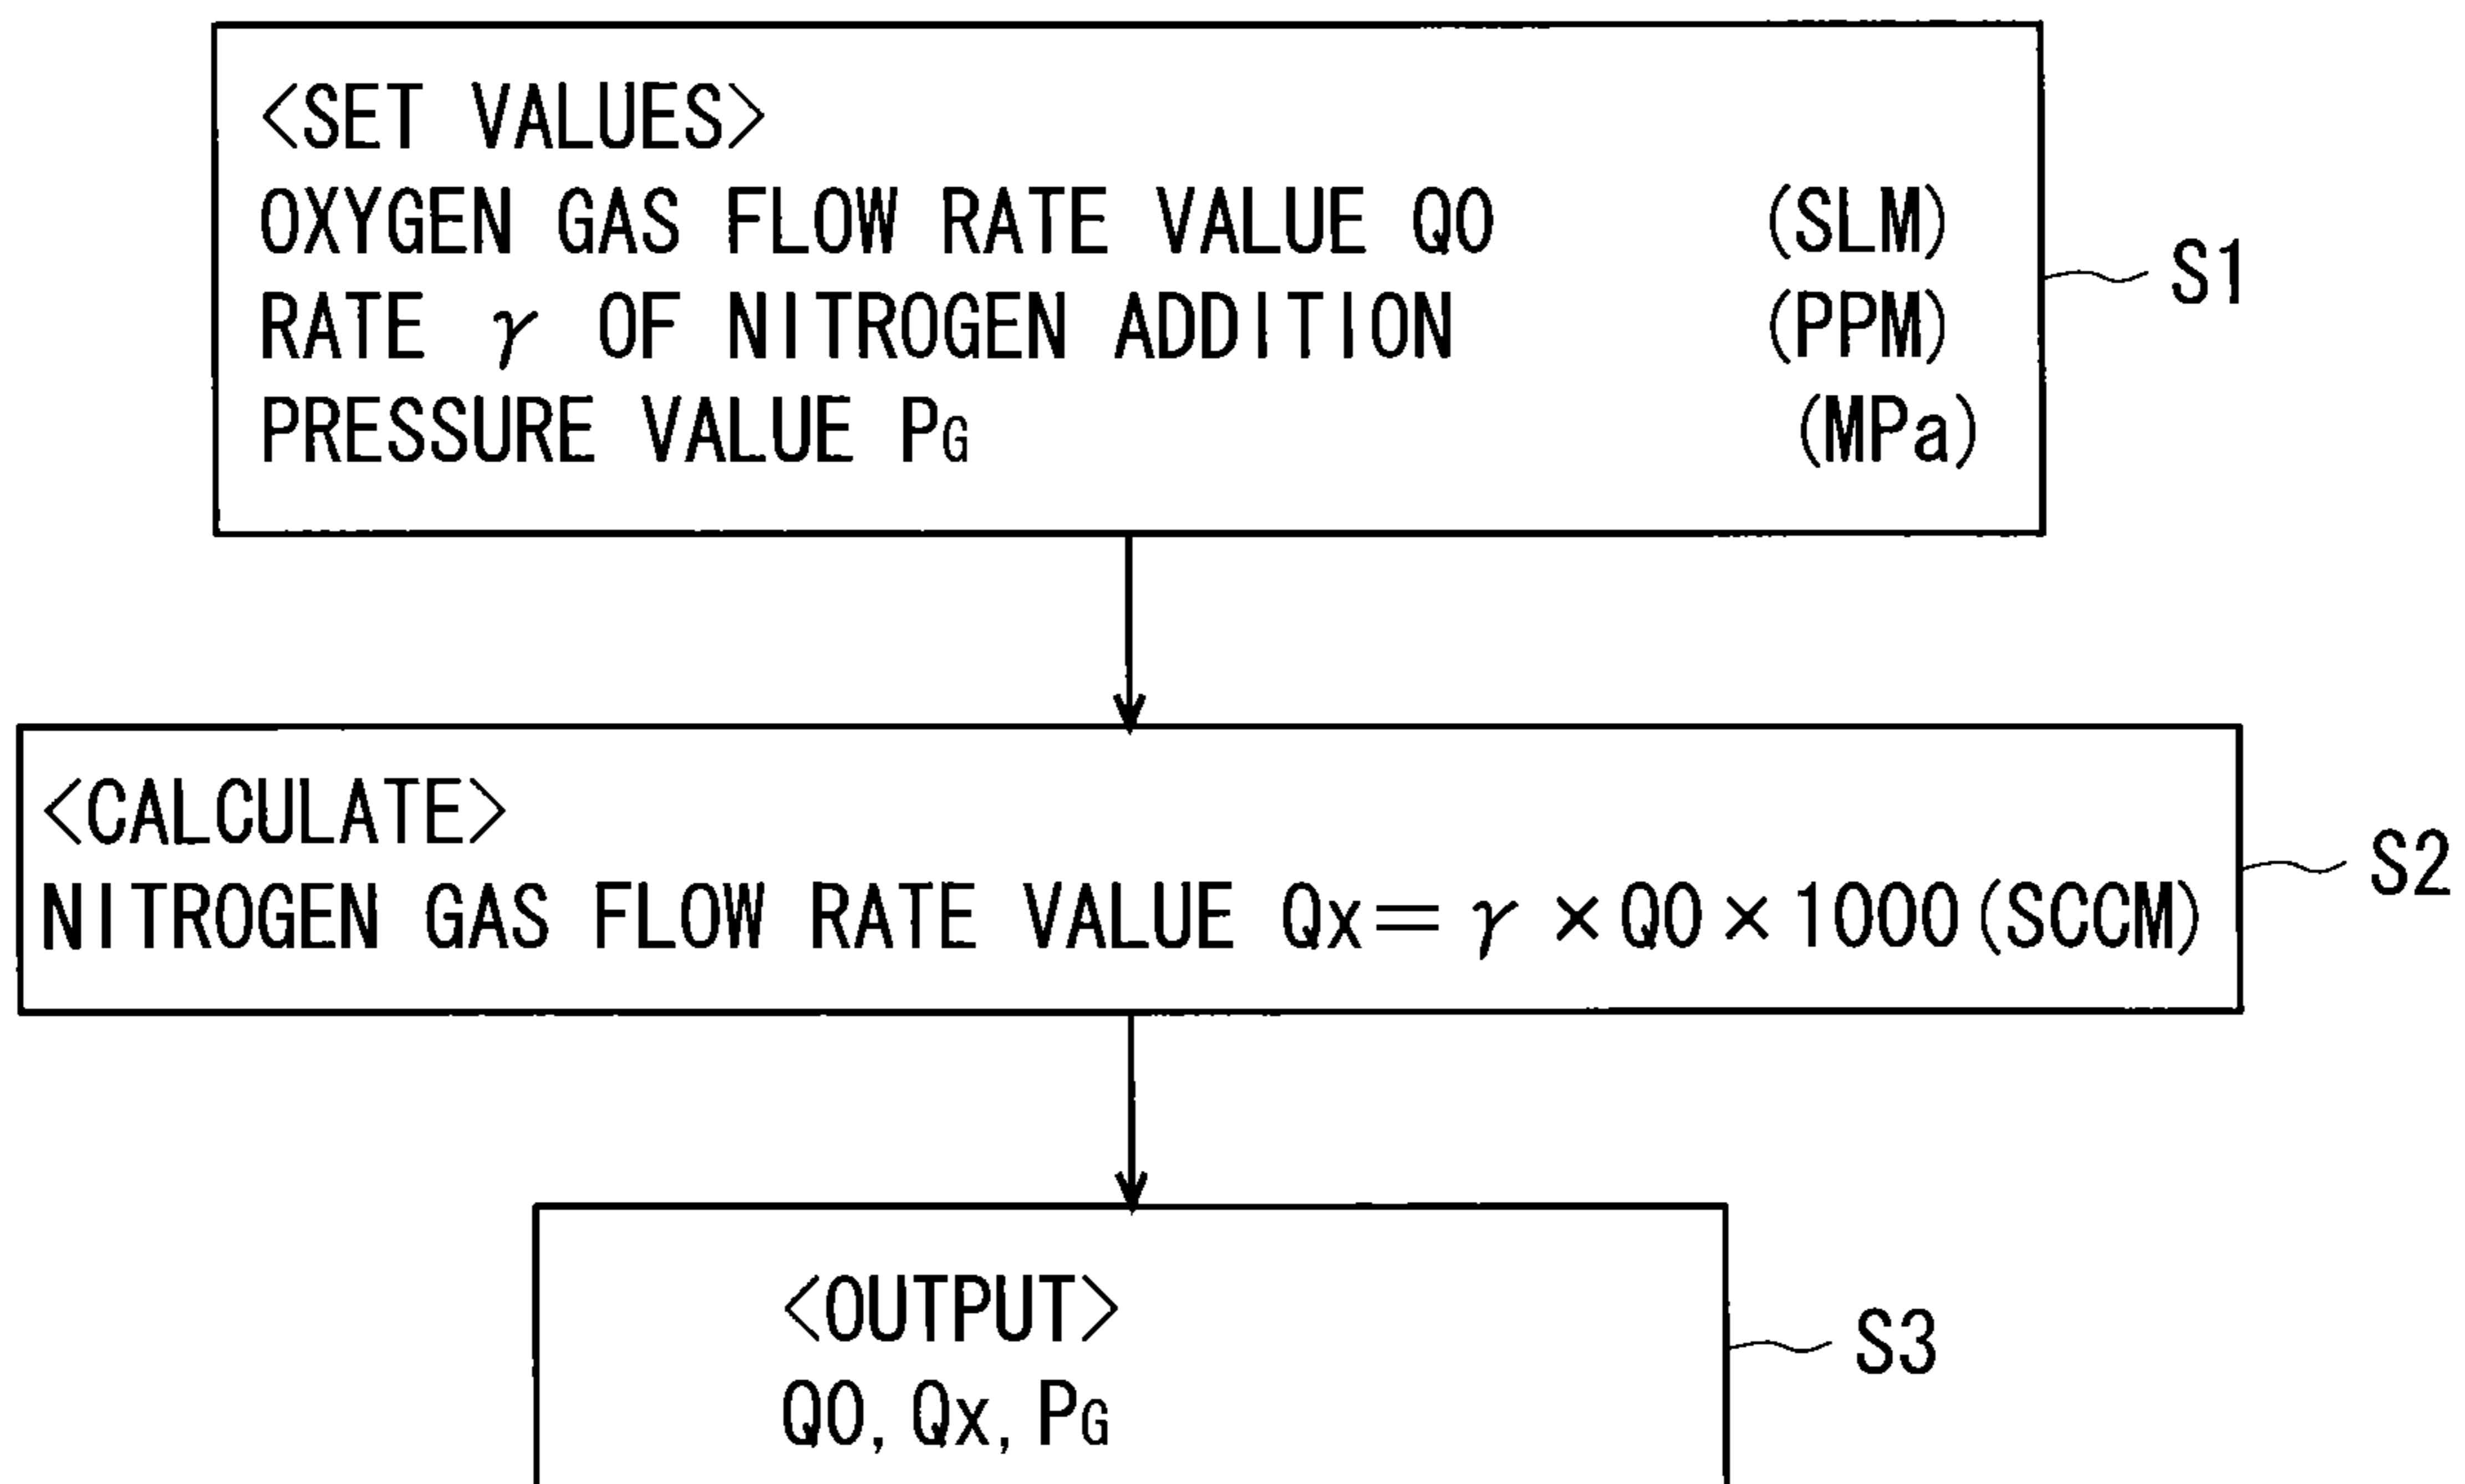 <SET VALUES>
OXYGEN GAS FLOW RATE VALUE Q0 (SLM)
RATE γ OF NITROGEN ADDITION (PPM)
PRESSURE VALUE PG (MPa)
S1
<CALCULATE>
NITROGEN GAS FLOW RATE VALUE Qx=γ×Q0×1000(SCCM)
S2
<OUTPUT>
Q0, Qx, PG
S3